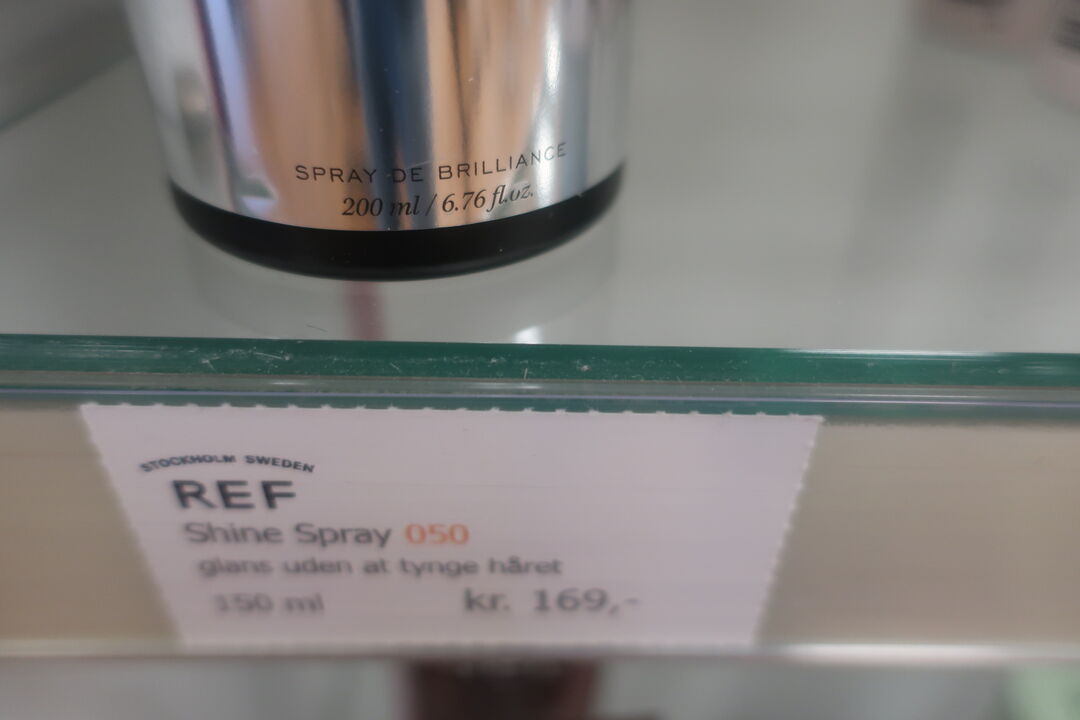 SPRAY DE BRILLIANCE
200 ml / 6.76 fl.oz.
STOCKHOLM SWEDEN
REF
Shine Spray 050
glans uden at tynge håret
150 ml kr. 169,-